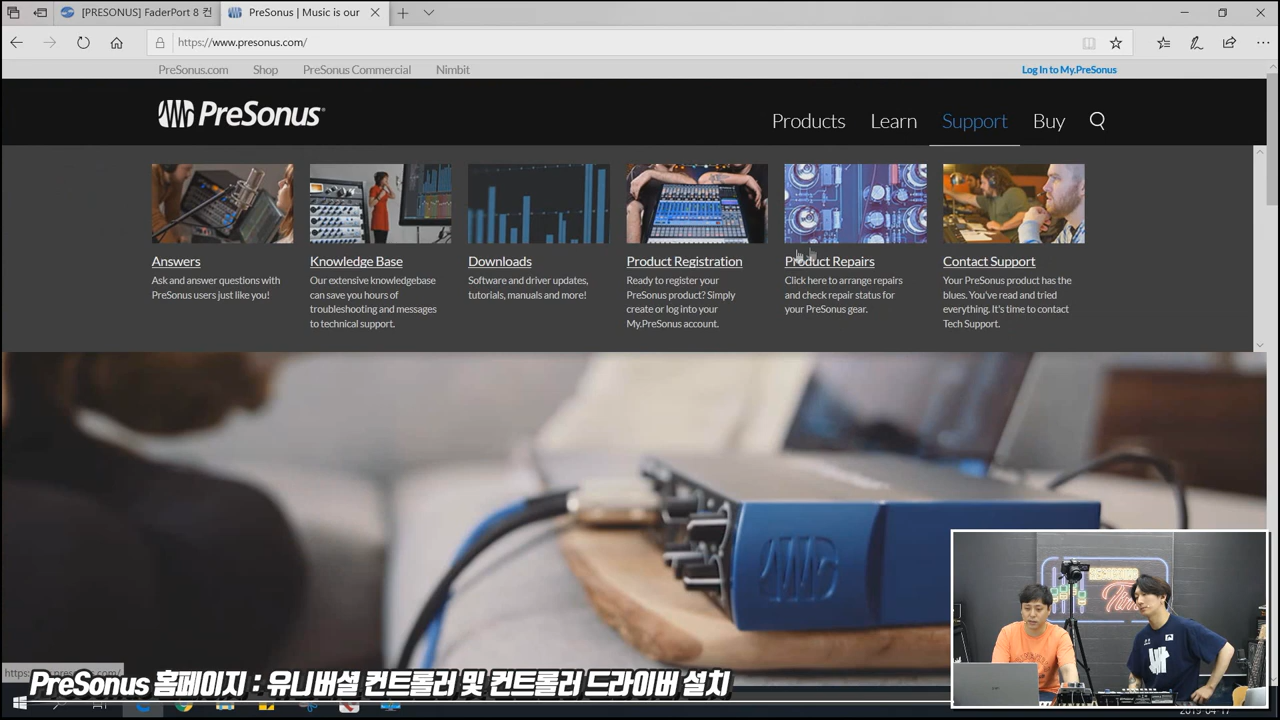 [PRESONUS] FaderPort 8 컨
PreSonus | Music is our
https://www.presonus.com/
PreSonus.com Shop PreSonus Commercial Nimbit
Log In to My.PreSonus
PreSonus
Products Learn Support Buy
Answers
Ask and answer questions with
PreSonus users just like you!
Knowledge Base
Our extensive knowledgebase
can save you hours of
troubleshooting and messages
to technical support.
Downloads
Software and driver updates,
tutorials, manuals and more!
Product Registration
Ready to register your
PreSonus product? Simply
create or log into your
My.PreSonus account.
Product Repairs
Click here to arrange repairs
and check repair status for
your PreSonus gear.
Contact Support
Your PreSonus product has the
blues. You've read and tried
everything. It's time to contact
Tech Support.
RECORDING
Time
PreSonus 홈페이지 : 유니버셜 컨트롤러 및 컨트롤러 드라이버 설치
2019-04-17